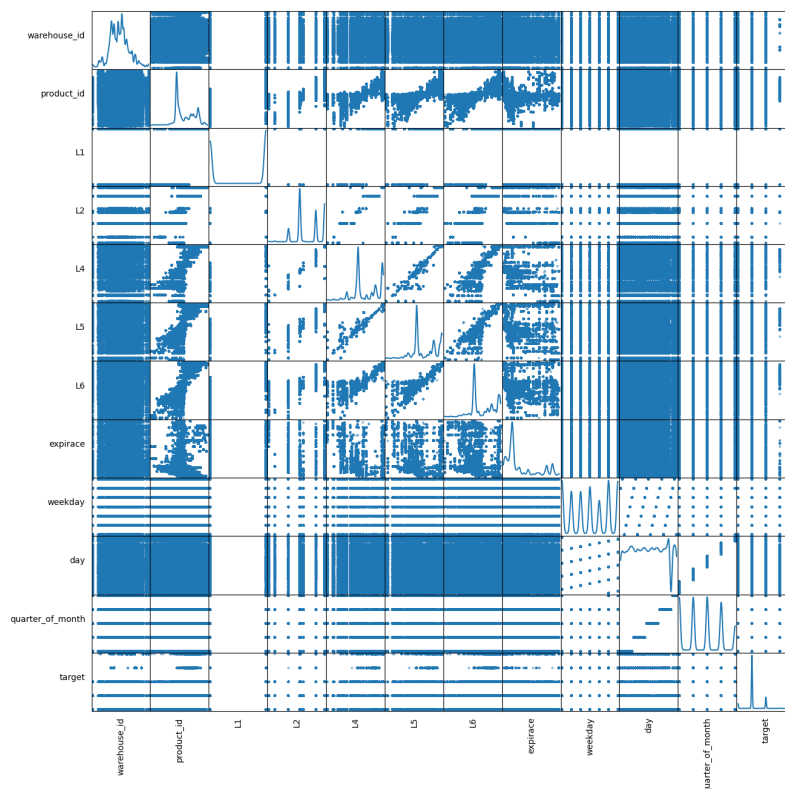 warehouse_id
product_id
L1
L2
L4
L5
L6
expirace
weekday
day
quarter_of_month
target
warehouse_id
product_id
L1
L2
L4
L5
L6
expirace
weekday
day
uarter_of_month
target